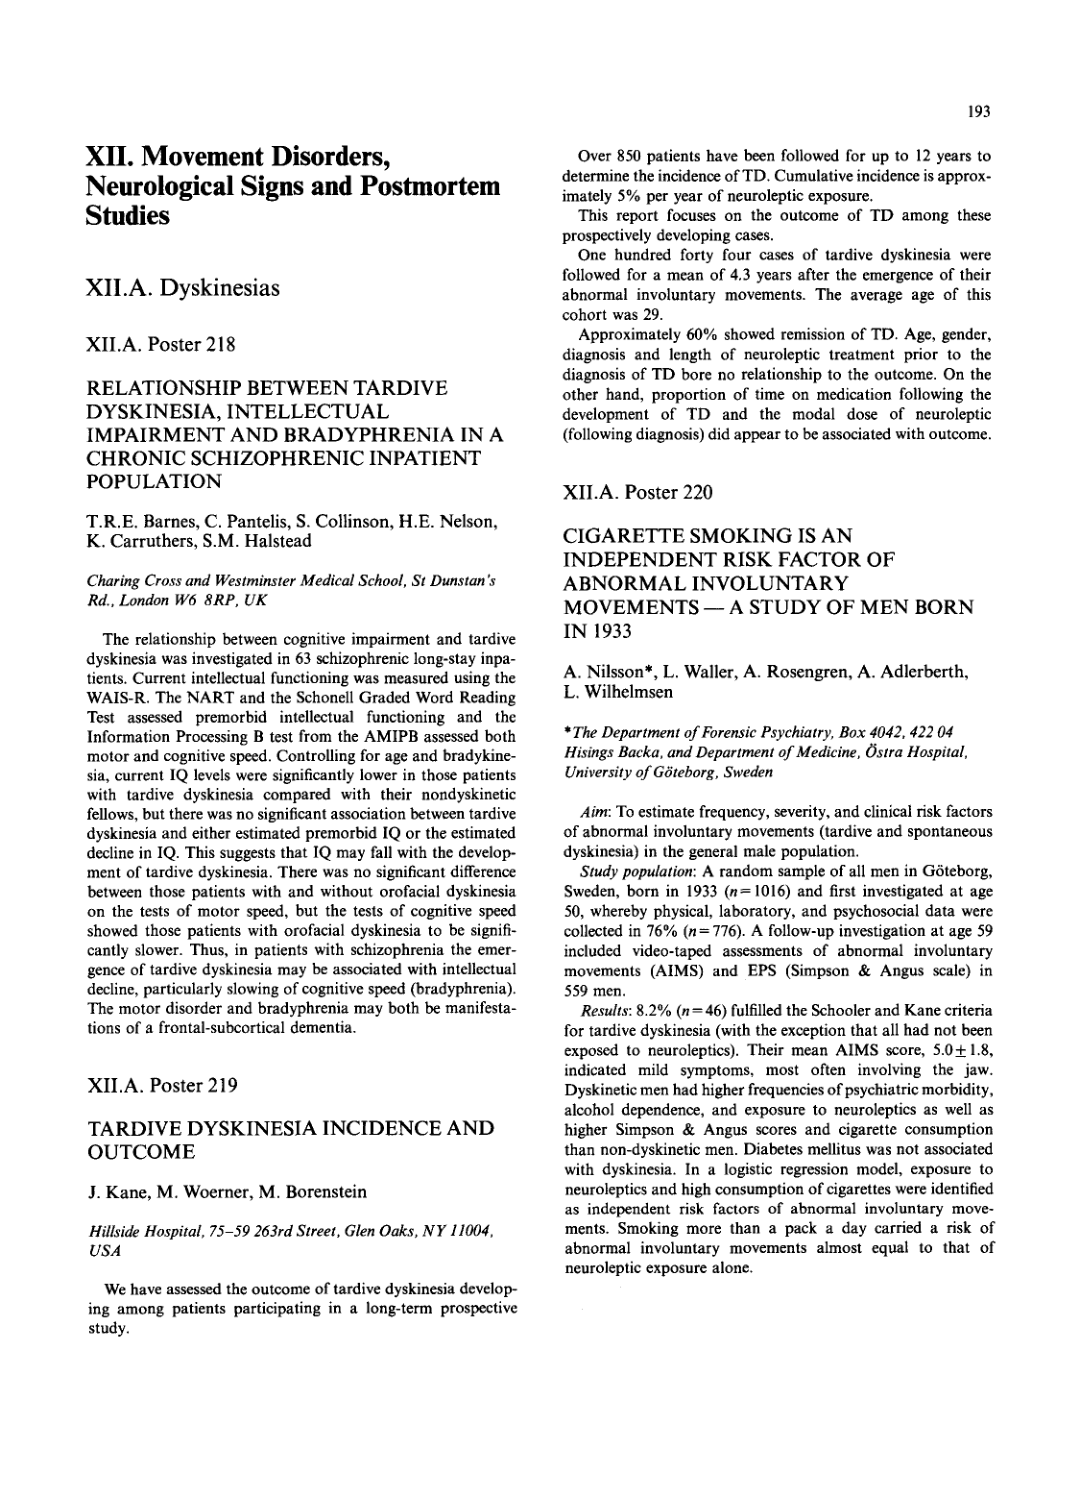 193
XII. Movement Disorders,
Neurological Signs and Postmortem
Studies
XII.A. Dyskinesias
XII.A. Poster 218
RELATIONSHIP BETWEEN TARDIVE
DYSKINESIA, INTELLECTUAL
IMPAIRMENT AND BRADYPHRENIA IN A
CHRONIC SCHIZOPHRENIC INPATIENT
POPULATION
T.R.E. Barnes, C. Pantelis, S. Collinson, H.E. Nelson,
K. Carruthers, S.M. Halstead
Charing Cross and Westminster Medical School, St Dunstan's
Rd., London W6 8RP, UK
The relationship between cognitive impairment and tardive
dyskinesia was investigated in 63 schizophrenic long-stay inpa-
tients. Current intellectual functioning was measured using the
WAIS-R. The NART and the Schonell Graded Word Reading
Test assessed premorbid intellectual functioning and the
Information Processing B test from the AMIPB assessed both
motor and cognitive speed. Controlling for age and bradykine-
sia, current IQ levels were significantly lower in those patients
with tardive dyskinesia compared with their nondyskinetic
fellows, but there was no significant association between tardive
dyskinesia and either estimated premorbid IQ or the estimated
decline in IQ. This suggests that IQ may fall with the develop-
ment of tardive dyskinesia. There was no significant difference
between those patients with and without orofacial dyskinesia
on the tests of motor speed, but the tests of cognitive speed
showed those patients with orofacial dyskinesia to be signifi-
cantly slower. Thus, in patients with schizophrenia the emer-
gence of tardive dyskinesia may be associated with intellectual
decline, particularly slowing of cognitive speed (bradyphrenia).
The motor disorder and bradyphrenia may both be manifesta-
tions of a frontal-subcortical dementia.
XII.A. Poster 219
TARDIVE DYSKINESIA INCIDENCE AND
OUTCOME
J. Kane, M. Woerner, M. Borenstein
Hillside Hospital, 75–59 263rd Street, Glen Oaks, NY 11004,
USA
We have assessed the outcome of tardive dyskinesia develop-
ing among patients participating in a long-term prospective
study.
Over 850 patients have been followed for up to 12 years to
determine the incidence of TD. Cumulative incidence is approx-
imately 5% per year of neuroleptic exposure.
This report focuses on the outcome of TD among these
prospectively developing cases.
One hundred forty four cases of tardive dyskinesia were
followed for a mean of 4.3 years after the emergence of their
abnormal involuntary movements. The average age of this
cohort was 29.
Approximately 60% showed remission of TD. Age, gender,
diagnosis and length of neuroleptic treatment prior to the
diagnosis of TD bore no relationship to the outcome. On the
other hand, proportion of time on medication following the
development of TD and the modal dose of neuroleptic
(following diagnosis) did appear to be associated with outcome.
XII.A. Poster 220
CIGARETTE SMOKING IS AN
INDEPENDENT RISK FACTOR OF
ABNORMAL INVOLUNTARY
MOVEMENTS — A STUDY OF MEN BORN
IN 1933
A. Nilsson*, L. Waller, A. Rosengren, A. Adlerberth,
L. Wilhelmsen
*The Department of Forensic Psychiatry, Box 4042, 422 04
Hisings Backa, and Department of Medicine, Östra Hospital,
University of Göteborg, Sweden
Aim: To estimate frequency, severity, and clinical risk factors
of abnormal involuntary movements (tardive and spontaneous
dyskinesia) in the general male population.
Study population: A random sample of all men in Göteborg,
Sweden, born in 1933 (n=1016) and first investigated at age
50, whereby physical, laboratory, and psychosocial data were
collected in 76% (n=776). A follow-up investigation at age 59
included video-taped assessments of abnormal involuntary
movements (AIMS) and EPS (Simpson & Angus scale) in
559 men.
Results: 8.2% (n=46) fulfilled the Schooler and Kane criteria
for tardive dyskinesia (with the exception that all had not been
exposed to neuroleptics). Their mean AIMS score, 5.0±1.8,
indicated mild symptoms, most often involving the jaw.
Dyskinetic men had higher frequencies of psychiatric morbidity,
alcohol dependence, and exposure to neuroleptics as well as
higher Simpson & Angus scores and cigarette consumption
than non-dyskinetic men. Diabetes mellitus was not associated
with dyskinesia. In a logistic regression model, exposure to
neuroleptics and high consumption of cigarettes were identified
as independent risk factors of abnormal involuntary move-
ments. Smoking more than a pack a day carried a risk of
abnormal involuntary movements almost equal to that of
neuroleptic exposure alone.